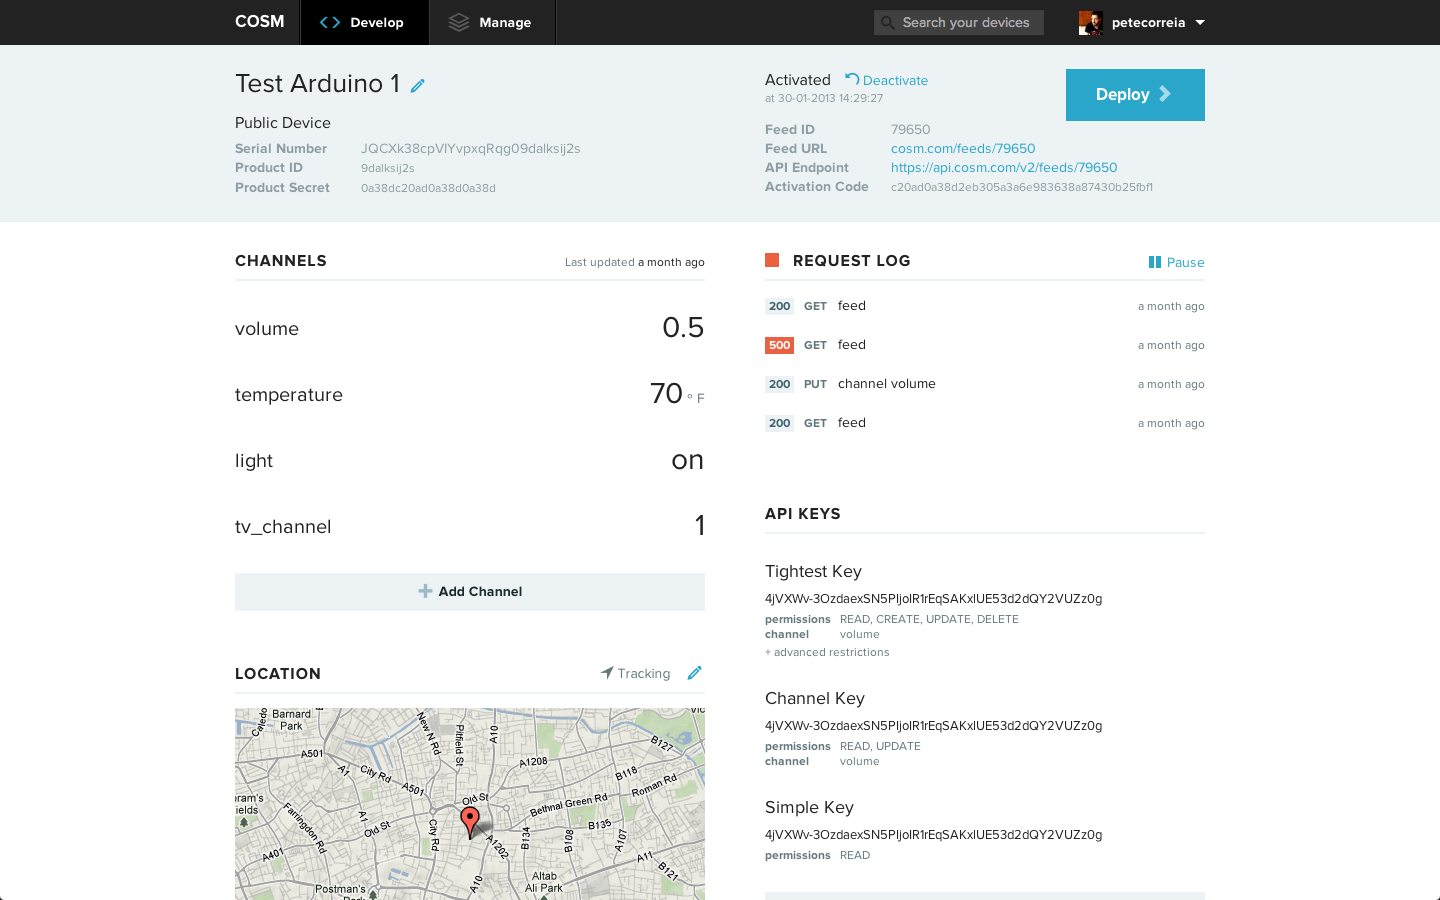 COSM
Develop
Manage
Search your devices
petecorreia
Test Arduino 1
Public Device
Serial Number JQCXk38cpVIYvpxqRqg09dalksij2s
Product ID 9dalksij2s
Product Secret 0a38dc20ad0a38d0a38d
Activated Deactivate
at 30-01-2013 14:29:27
Deploy
Feed ID 79650
Feed URL cosm.com/feeds/79650
API Endpoint https://api.cosm.com/v2/feeds/79650
Activation Code c20ad0a38d2eb305a3a6e983638a87430b25fbf1
CHANNELS
Last updated a month ago
volume 0.5
temperature 70 ° F
light on
tv_channel 1
Add Channel
LOCATION
Tracking
Barnard
Park
A501
A1
City Rd
A501
New N Rd
Pitfield St
A10
A1208
B127
B118
Roman Rd
Old St
Bethnal Green Rd
Farringdon Rd
A1
Old St
City Rd
A1202
B134
B108
B135
A107
A11
A401
A10
Altab
Ali Park
Postman's
REQUEST LOG
Pause
200 GET feed a month ago
500 GET feed a month ago
200 PUT channel volume a month ago
200 GET feed a month ago
API KEYS
Tightest Key
4jVXWv-3OzdaexSN5PIjoIR1rEqSAKxIUE53d2dQY2VUZz0g
permissions READ, CREATE, UPDATE, DELETE
channel volume
+ advanced restrictions
Channel Key
4jVXWv-3OzdaexSN5PIjoIR1rEqSAKxIUE53d2dQY2VUZz0g
permissions READ, UPDATE
channel volume
Simple Key
4jVXWv-3OzdaexSN5PIjoIR1rEqSAKxIUE53d2dQY2VUZz0g
permissions READ